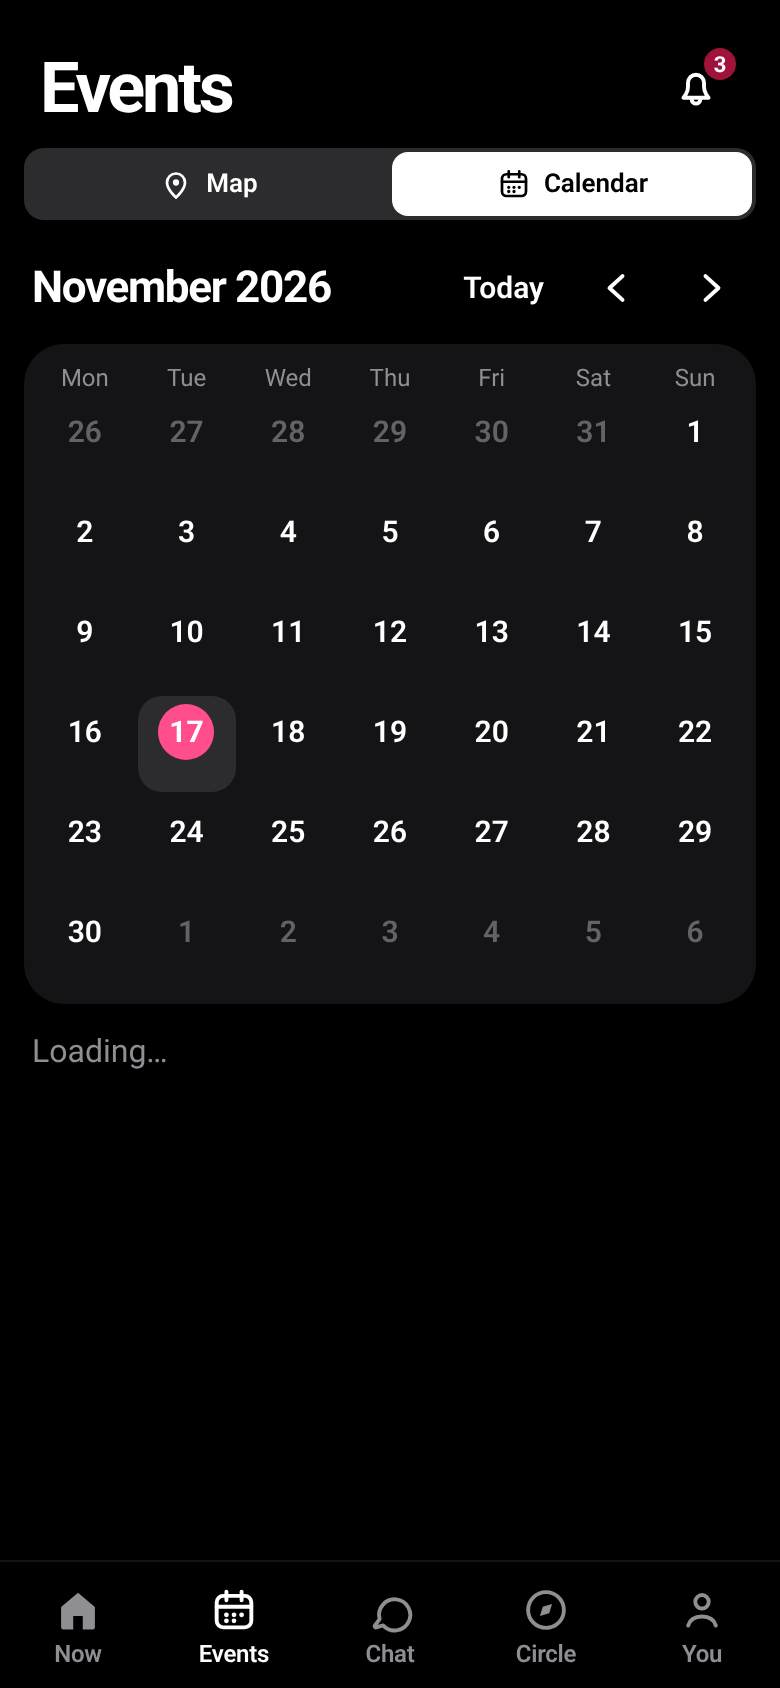 Events
3
Map
Calendar
November 2026
Today
Mon Tue Wed Thu Fri Sat Sun
26 27 28 29 30 31 1
2 3 4 5 6 7 8
9 10 11 12 13 14 15
16 17 18 19 20 21 22
23 24 25 26 27 28 29
30 1 2 3 4 5 6
Loading...
Now Events Chat Circle You